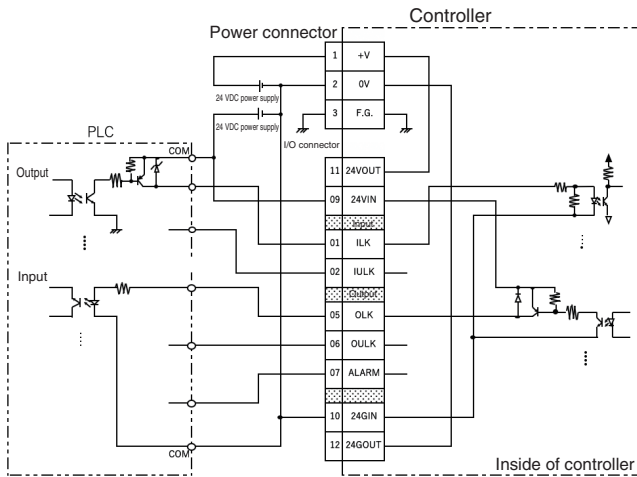 Controller
Power connector
1 +V
2 0V
24 VDC power supply
3 F.G.
24 VDC power supply
PLC
I/O connector
COM
11 24VOUT
Output
09 24VIN
Input
01 ILK
02 IULK
Input
Output
05 OLK
06 OULK
07 ALARM
10 24GIN
12 24GOUT
COM
Inside of controller